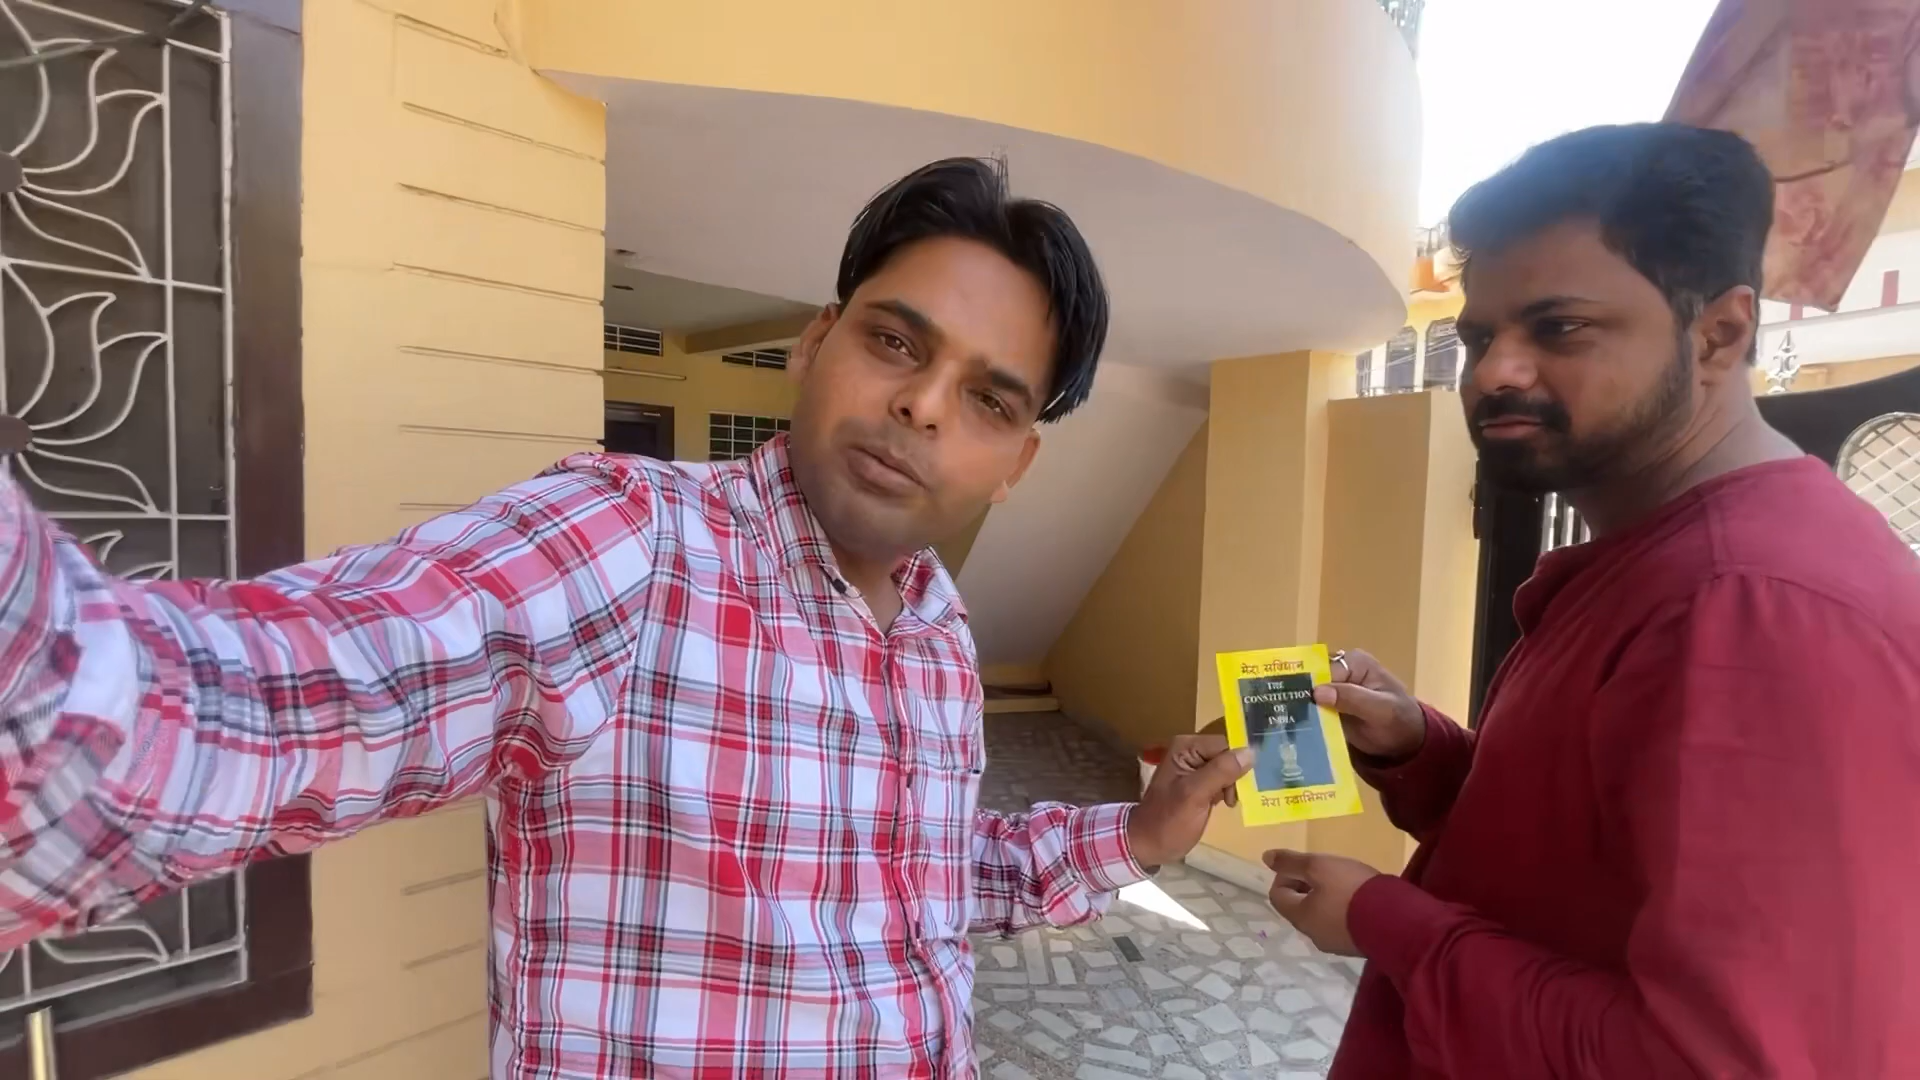 मेरा संविधान
THE
CONSTITUTION
OF
INDIA
मेरा स्वाभिमान